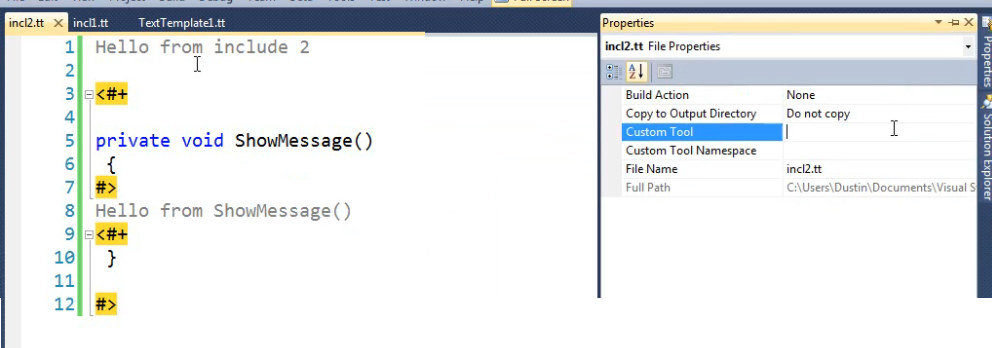 incl2.tt incl1.tt TextTemplate1.tt
1 Hello from include 2
2
3 <#+
4
5 private void ShowMessage()
6 {
7 #>
8 Hello from ShowMessage()
9 <#+
10 }
11
12 #>
Properties
incl2.tt File Properties
Build Action None
Copy to Output Directory Do not copy
Custom Tool
Custom Tool Namespace
File Name incl2.tt
Full Path C:\Users\Dustin\Documents\Visual S
Properties
Solution Explorer